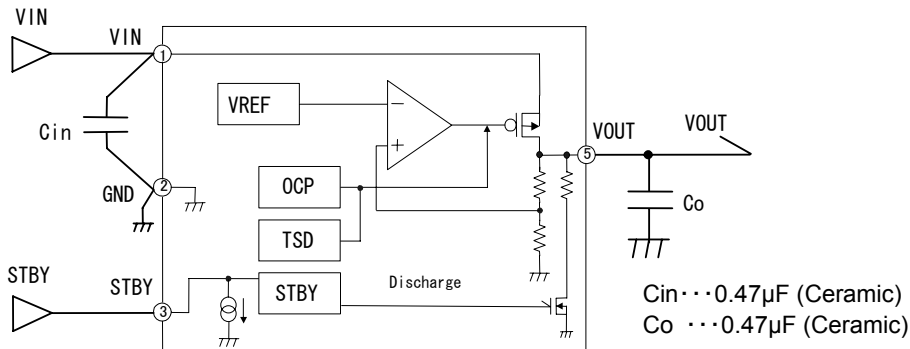 VIN
VIN
1
VREF
−
+
VOUT
VOUT
5
Cin
GND
2
OCP
Co
TSD
STBY
STBY
3
STBY
Discharge
Cin･･･0.47µF (Ceramic)
Co ･･･0.47µF (Ceramic)